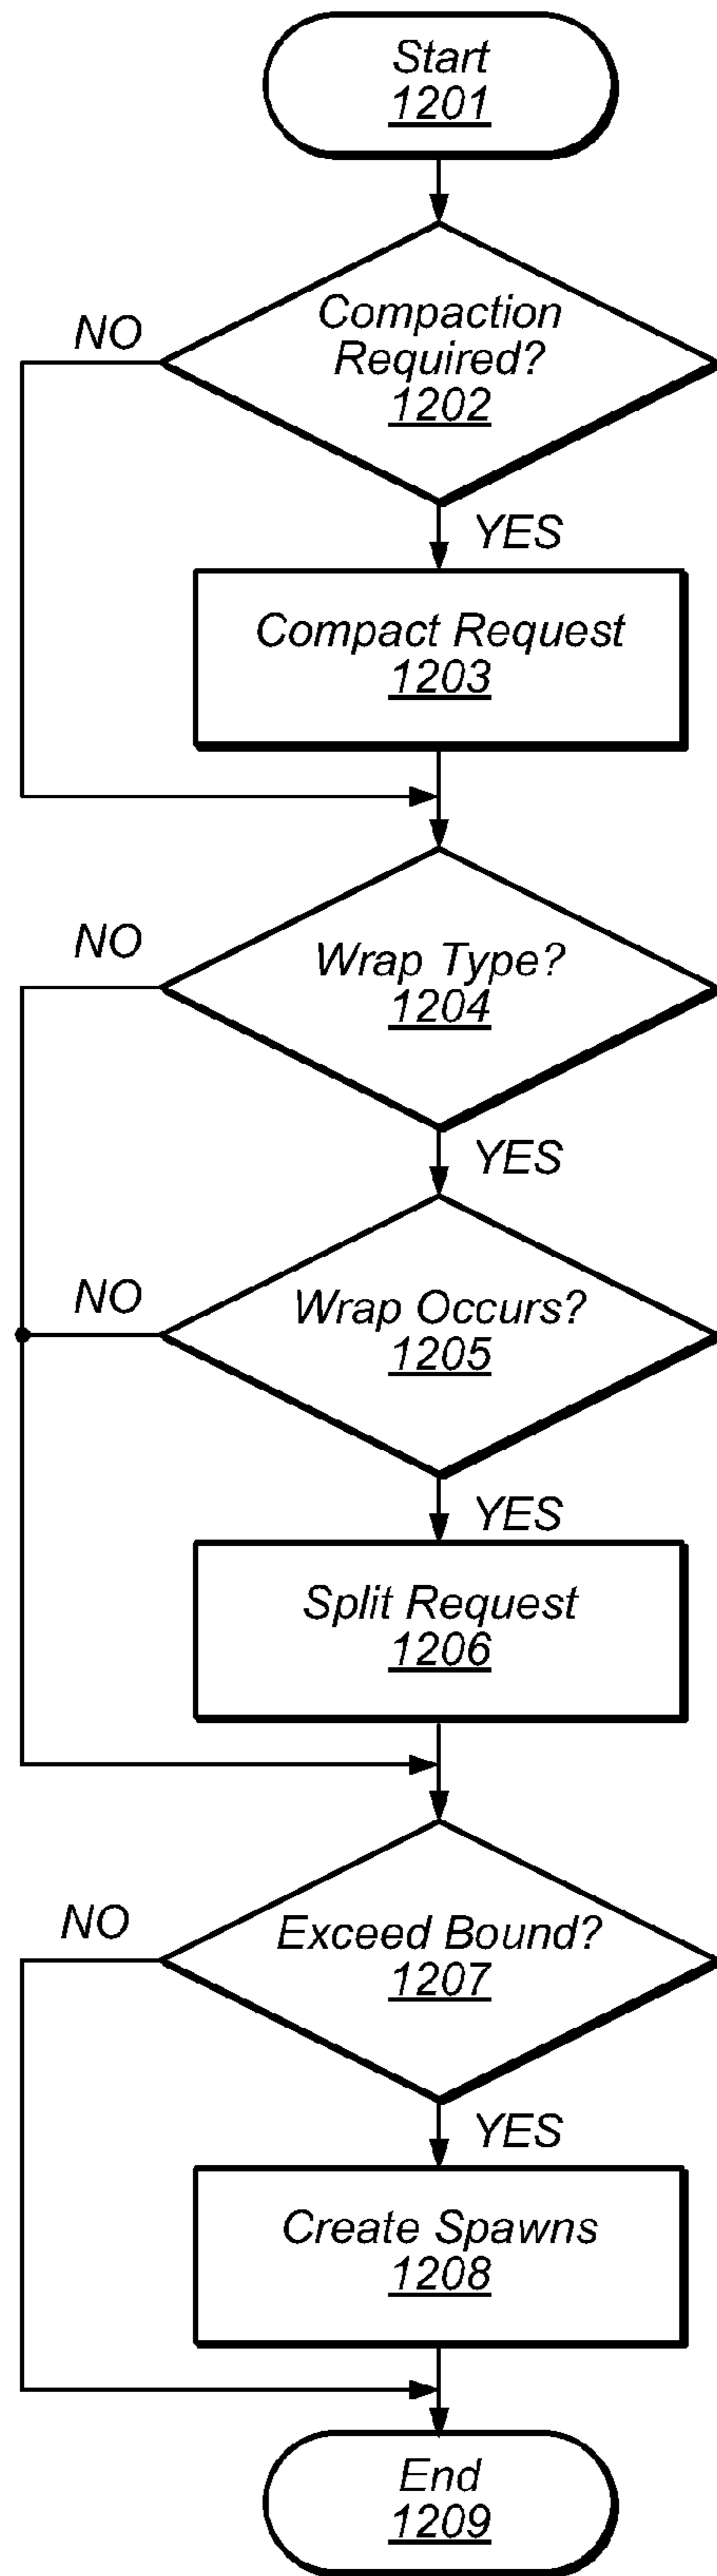 Start
1201
Compaction
Required?
1202
NO
YES
Compact Request
1203
Wrap Type?
1204
NO
YES
Wrap Occurs?
1205
NO
YES
Split Request
1206
Exceed Bound?
1207
NO
YES
Create Spawns
1208
End
1209